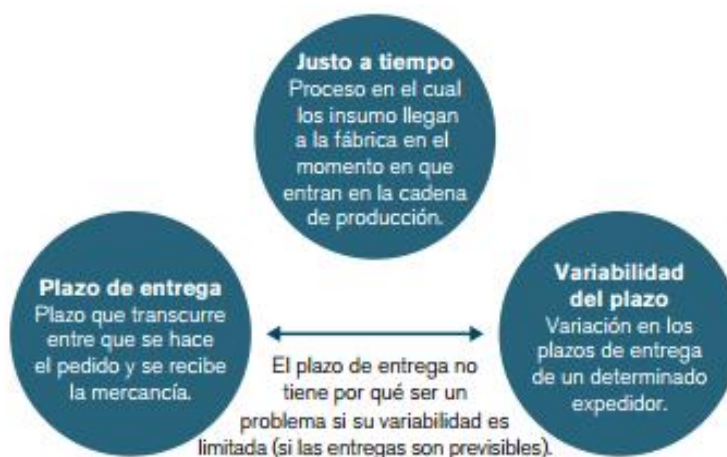 Justo a tiempo
Proceso en el cual
los insumo llegan
a la fábrica en el
momento en que
entran en la cadena
de producción.
Plazo de entrega
Plazo que transcurre
entre que se hace
el pedido y se recibe
la mercancía.
El plazo de entrega no
tiene por qué ser un
problema si su variabilidad es
limitada (si las entregas son previsibles).
Variabilidad
del plazo
Variación en los
plazos de entrega
de un determinado
expedidor.